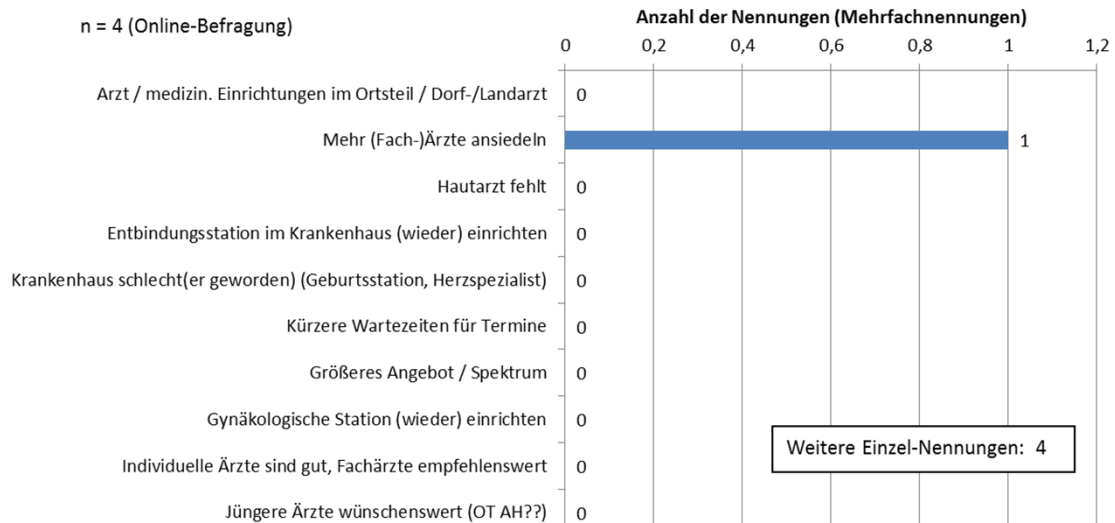 n = 4 (Online-Befragung)
Anzahl der Nennungen (Mehrfachnennungen)
0 0,2 0,4 0,6 0,8 1 1,2
Arzt / medizin. Einrichtungen im Ortsteil / Dorf-/Landarzt 0
Mehr (Fach-)Ärzte ansiedeln 1
Hautarzt fehlt 0
Entbindungsstation im Krankenhaus (wieder) einrichten 0
Krankenhaus schlecht(er geworden) (Geburtsstation, Herzspezialist) 0
Kürzere Wartezeiten für Termine 0
Größeres Angebot / Spektrum 0
Gynäkologische Station (wieder) einrichten 0
Weitere Einzel-Nennungen: 4
Individuelle Ärzte sind gut, Fachärzte empfehlenswert 0
Jüngere Ärzte wünschenswert (OT AH??) 0